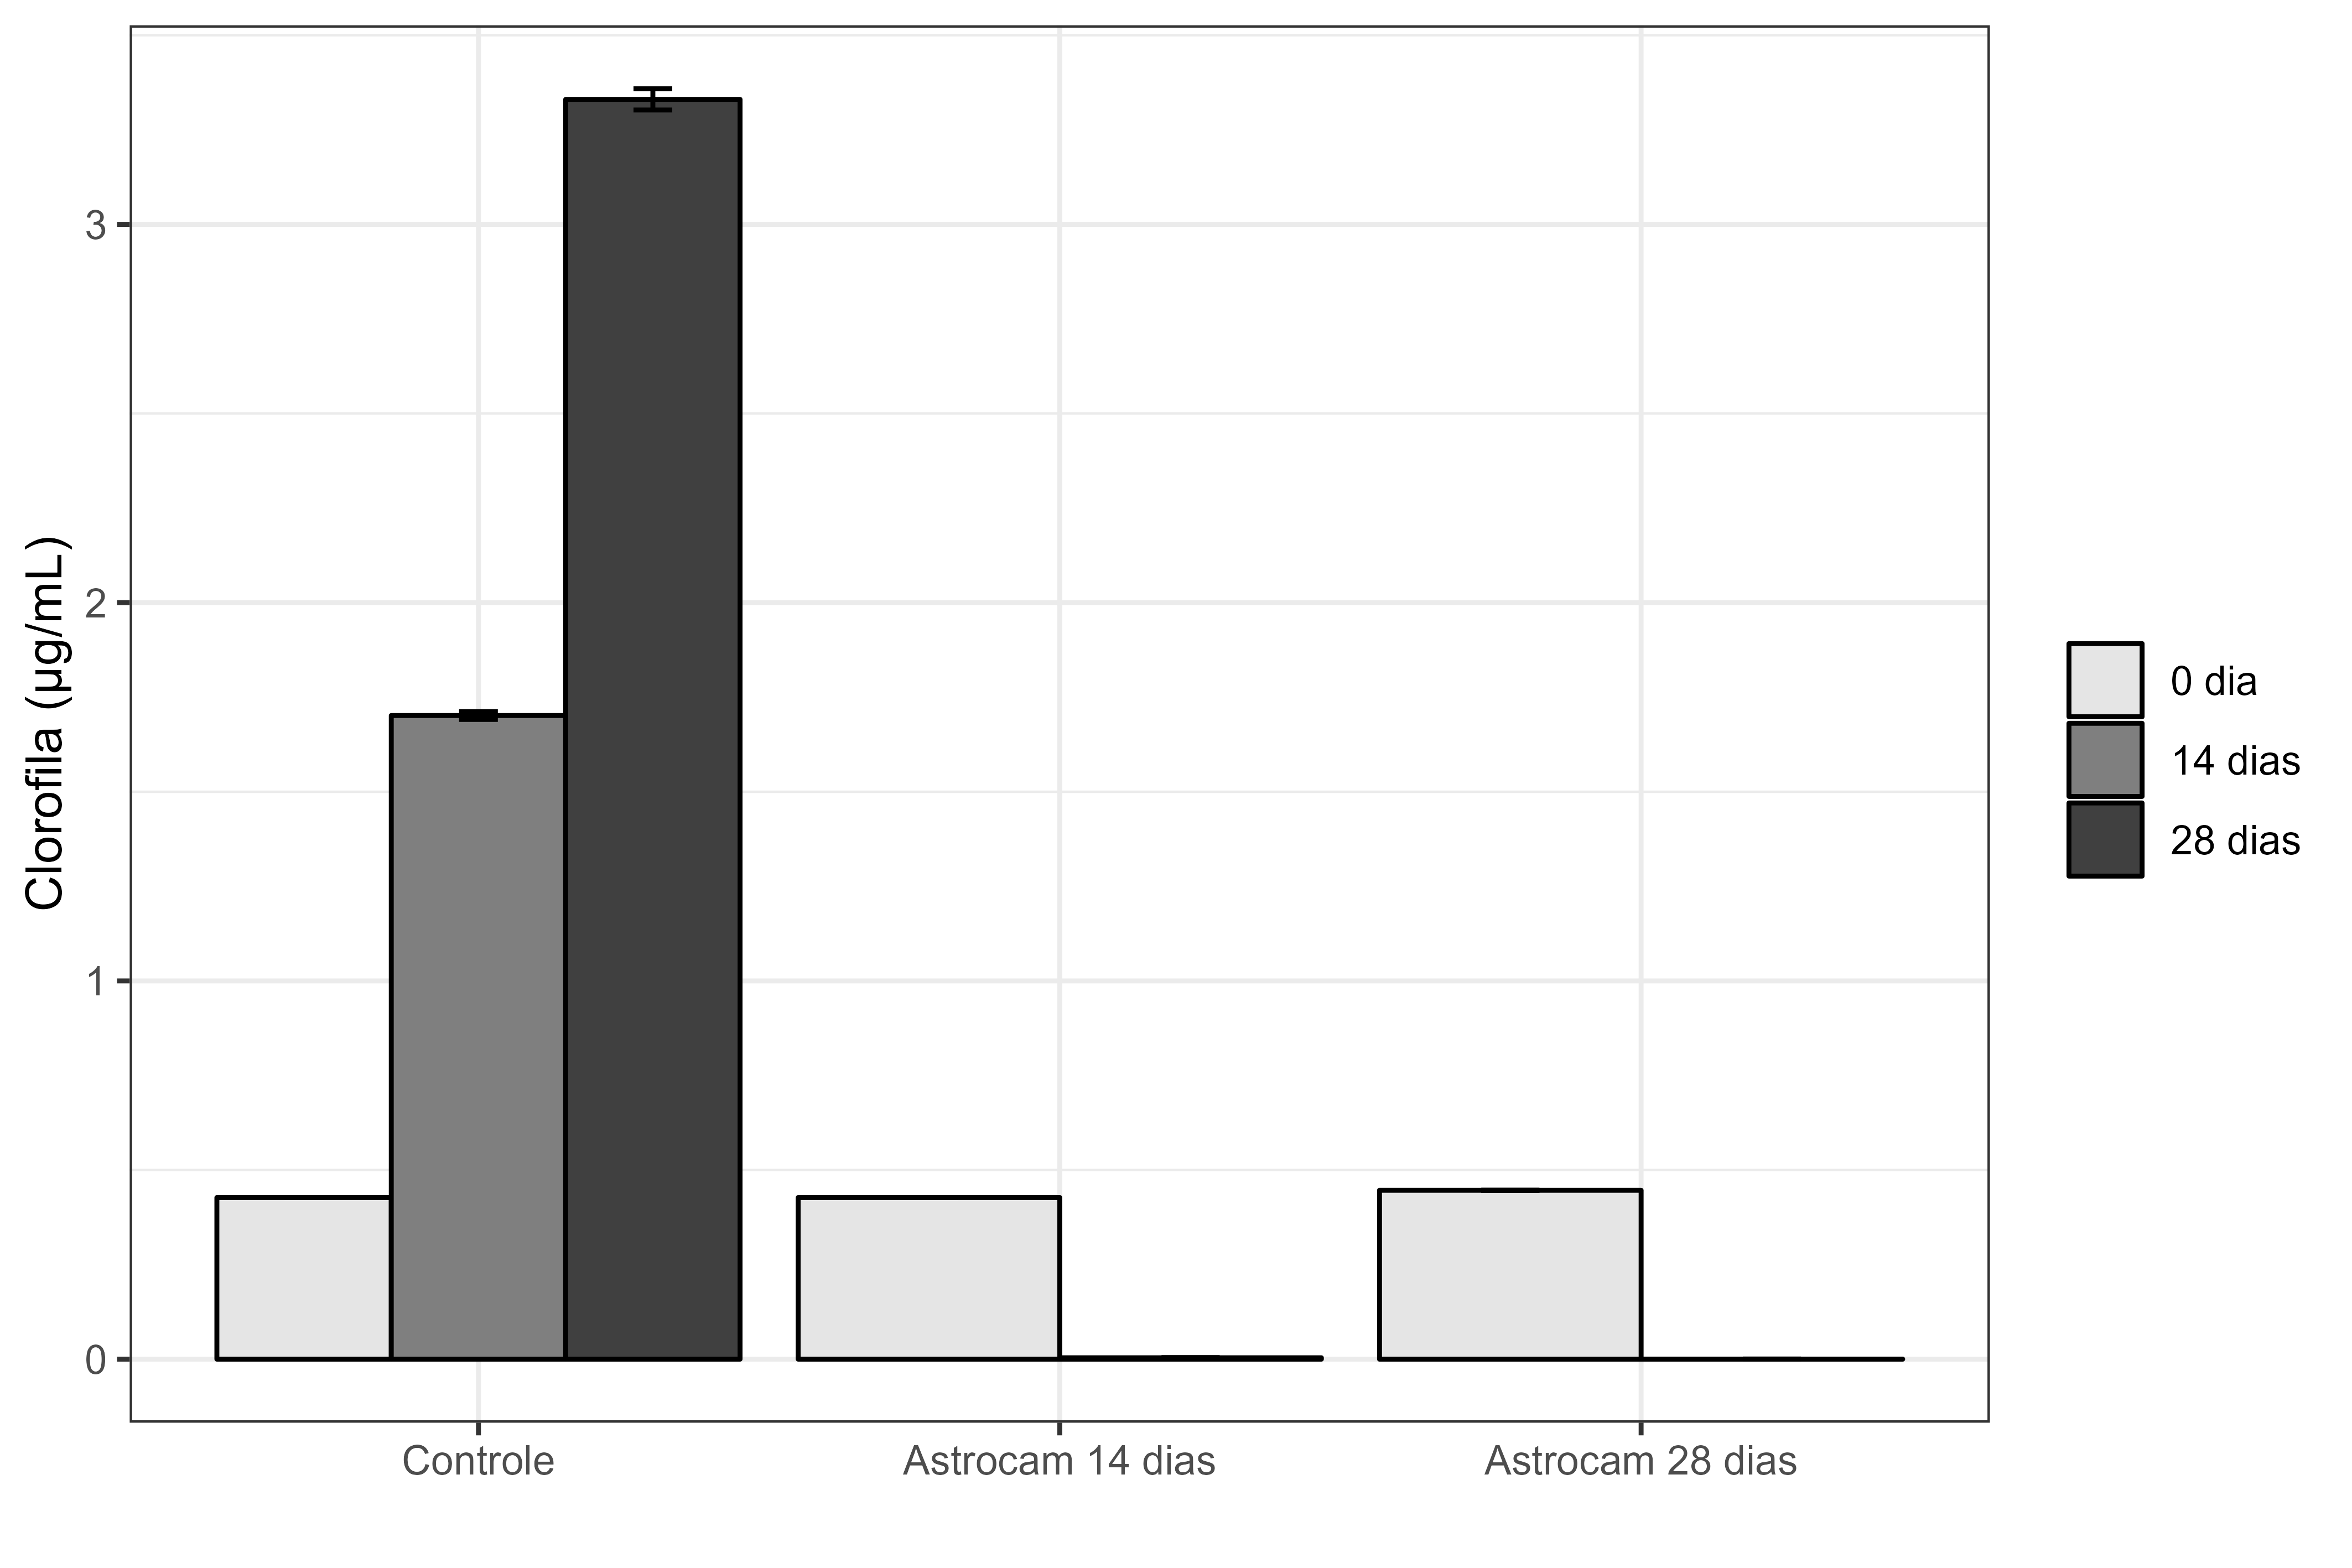 Clorofila (µg/mL)
3
2
1
0
Controle
Astrocam 14 dias
Astrocam 28 dias
0 dia
14 dias
28 dias